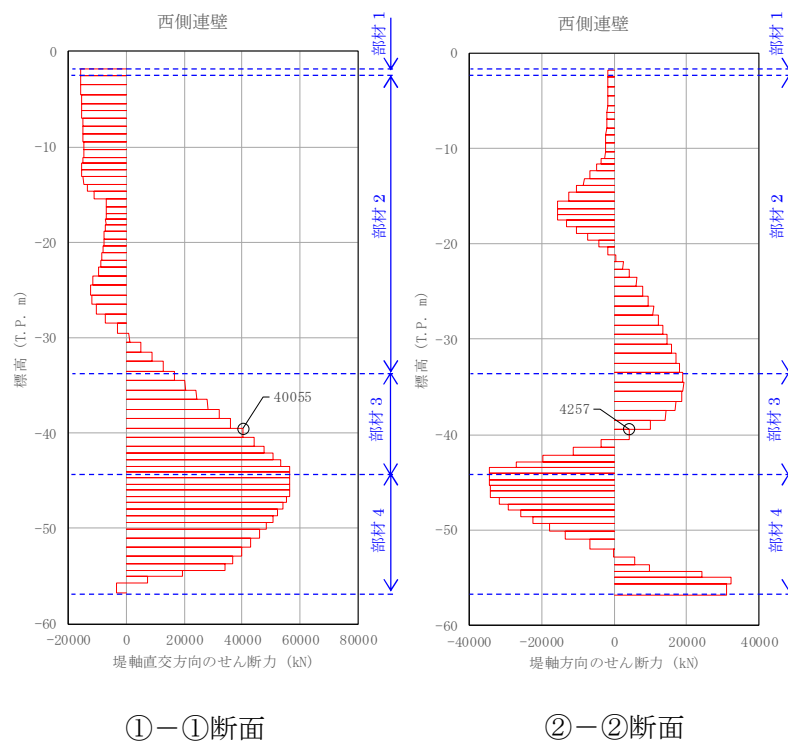 西側連壁
部材1
部材2
部材3
部材4
0
-10
-20
-30
-40
-50
-60
標高 (T.P. m)
40055
-20000
0
20000
40000
60000
80000
堤軸直交方向のせん断力 (kN)
①－①断面
西側連壁
部材1
部材2
部材3
部材4
0
-10
-20
-30
-40
-50
-60
標高 (T.P. m)
4257
-40000
-20000
0
20000
40000
堤軸方向のせん断力 (kN)
②－②断面